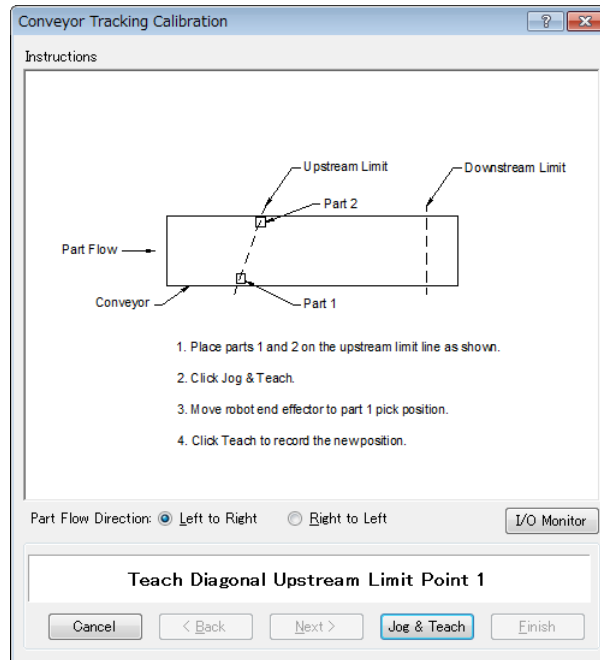 Conveyor Tracking Calibration
Instructions
Upstream Limit
Downstream Limit
Part 2
Part Flow
Conveyor
Part 1
1. Place parts 1 and 2 on the upstream limit line as shown.
2. Click Jog & Teach.
3. Move robot end effector to part 1 pick position.
4. Click Teach to record the new position.
Part Flow Direction: Left to Right Right to Left I/O Monitor
Teach Diagonal Upstream Limit Point 1
Cancel < Back Next > Jog & Teach Finish